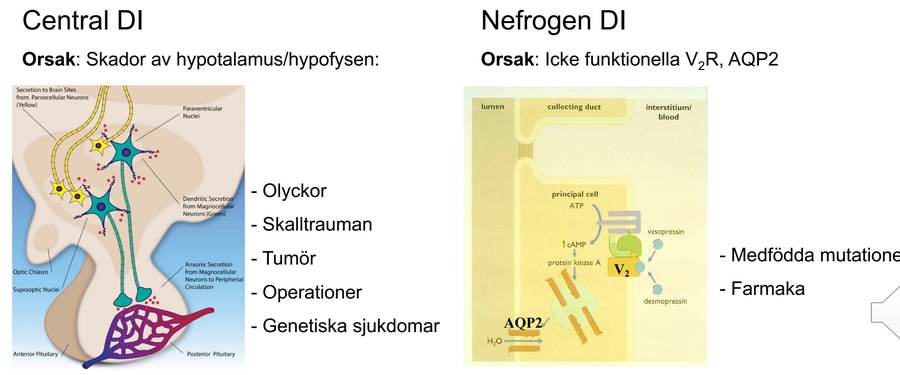 Central DI
Orsak: Skador av hypotalamus/hypofysen:
Secretion to Brain Sites
from Parvocellular Neurons
(Yellow)
Paraventricular
Nuclei
Dendritic Secretion
from Magnocellular
Neurons (Green)
Optic Chiasm
Supraoptic Nuclei
Axonic Secretion
from Magnocellular
Neurons to Peripheral
Circulation
Anterior Pituitary
Posterior Pituitary
- Olyckor
- Skalltrauman
- Tumör
- Operationer
- Genetiska sjukdomar
Nefrogen DI
Orsak: Icke funktionella V₂R, AQP2
lumen
collecting duct
interstitium/
blood
principal cell
ATP
↑cAMP
protein kinase A
vasopressin
V₂
desmopressin
AQP2
H₂O
- Medfödda mutatione
- Farmaka